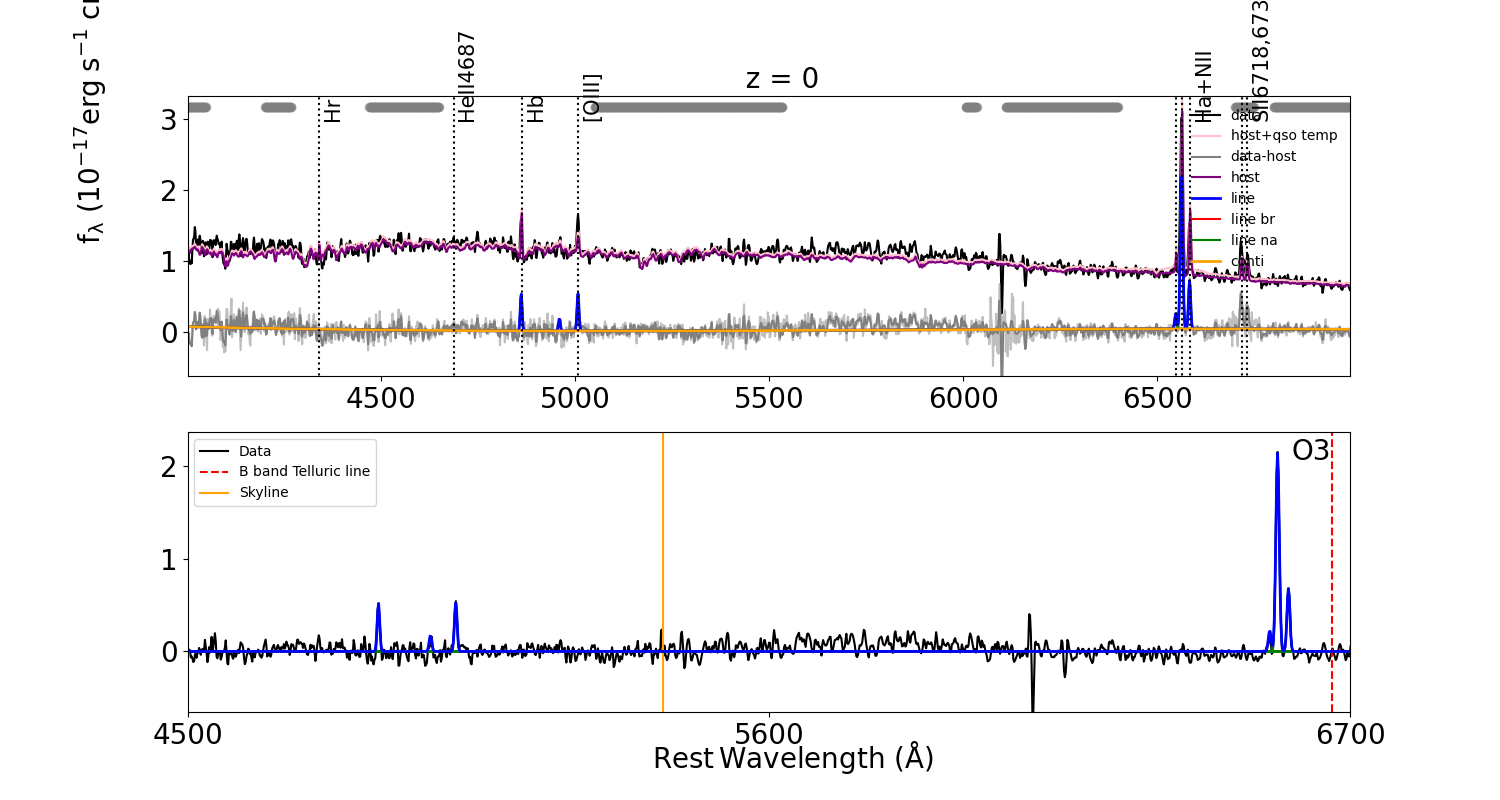 z = 0
f_λ (10^−17 erg s^−1
Hr
HeII4687
Hb
[OIII]
Ha+NII
SII6718,673
3
2
1
0
data
host+qso temp
data-host
host
line
line br
line na
conti
4500 5000 5500 6000 6500
2
1
0
Data
B band Telluric line
Skyline
O3
4500 5600 6700
Rest Wavelength (Å)